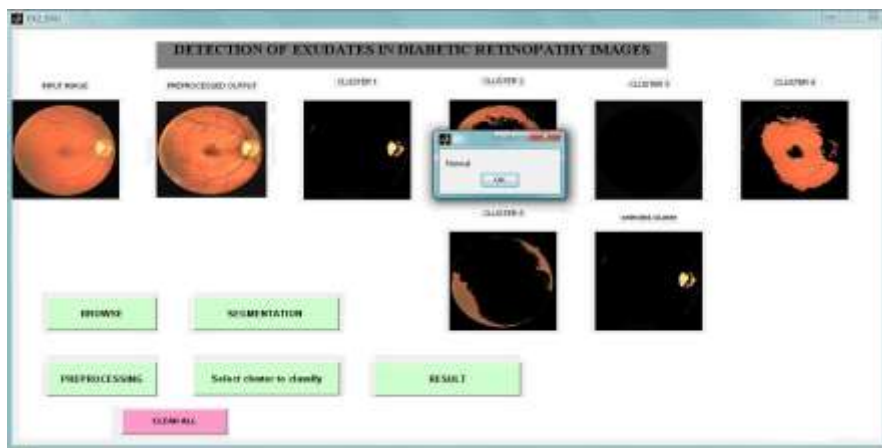 DETECTION OF EXUDATES IN DIABETIC RETINOPATHY IMAGES
INPUT IMAGE
PREPROCESSED OUTPUT
CLUSTER 1
CLUSTER 2
CLUSTER 3
CLUSTER 4
Normal
OK
CLUSTER 5
BROWSE
SEGMENTATION
PREPROCESSING
Select cluster to classify
RESULT
CLEAR ALL